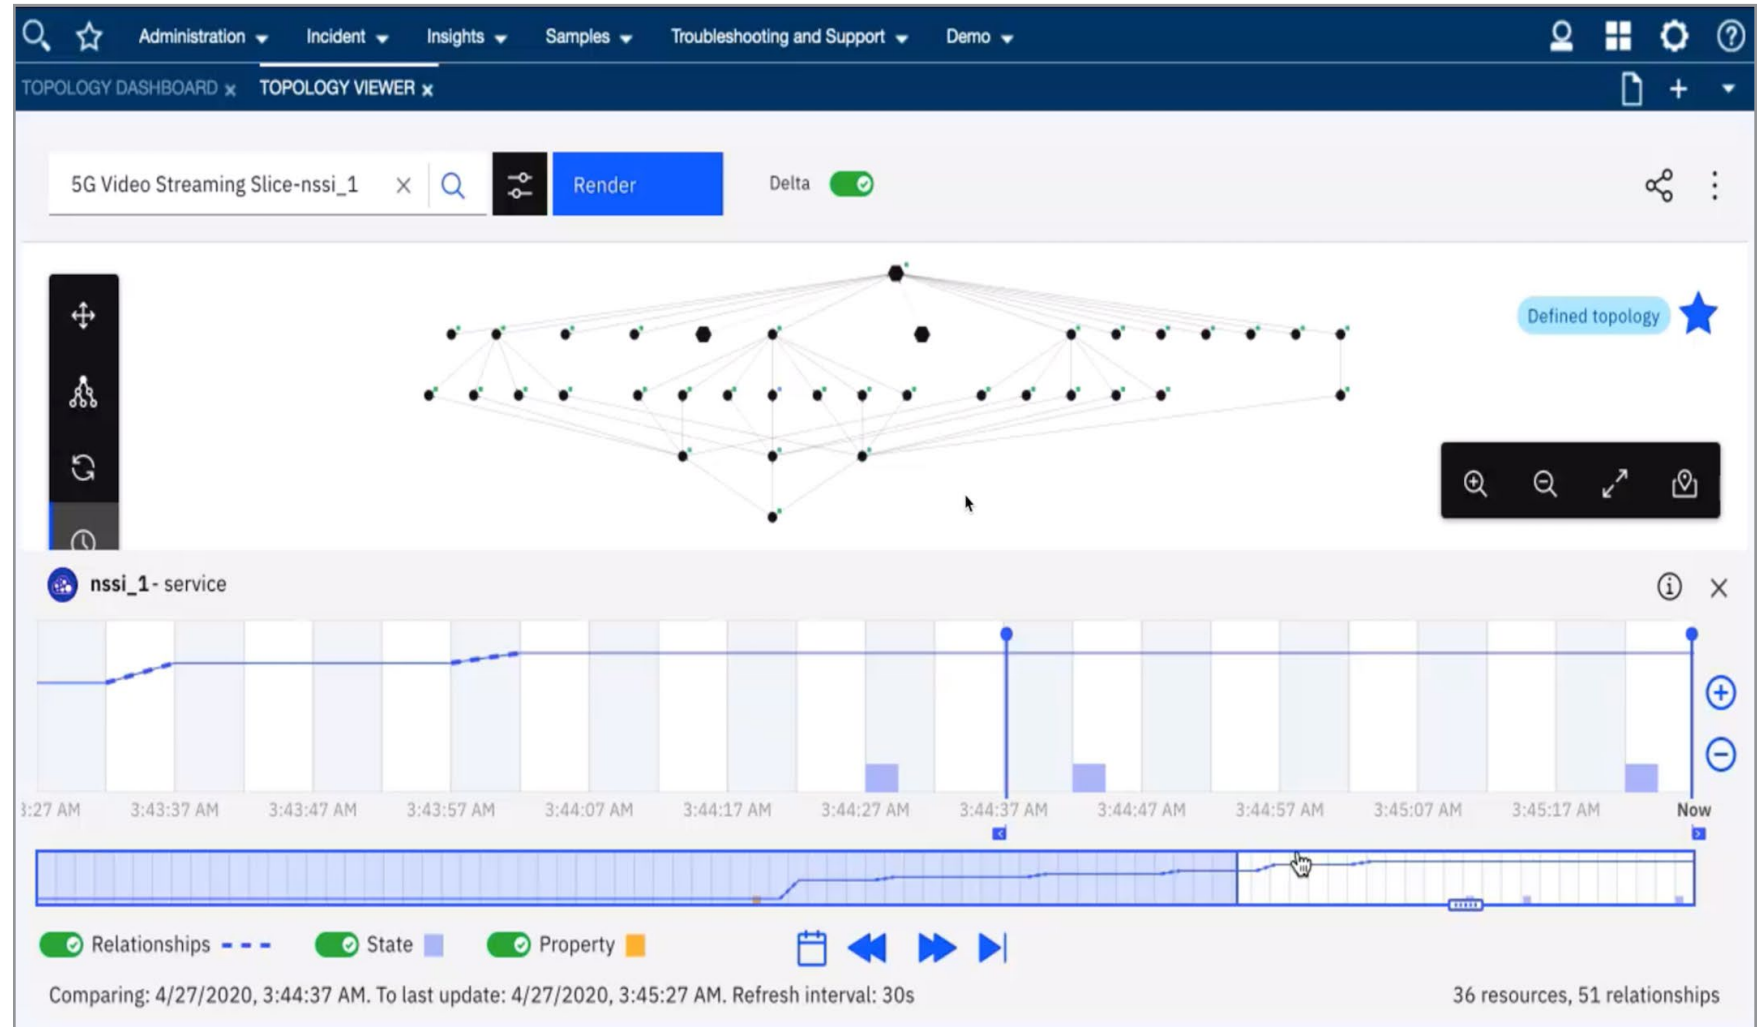 Administration Incident Insights Samples Troubleshooting and Support Demo
TOPOLOGY DASHBOARD x TOPOLOGY VIEWER x
5G Video Streaming Slice-nssi_1 Render Delta
Defined topology
nssi_1- service
3:27 AM 3:43:37 AM 3:43:47 AM 3:43:57 AM 3:44:07 AM 3:44:17 AM 3:44:27 AM 3:44:37 AM 3:44:47 AM 3:44:57 AM 3:45:07 AM 3:45:17 AM Now
Relationships State Property
Comparing: 4/27/2020, 3:44:37 AM. To last update: 4/27/2020, 3:45:27 AM. Refresh interval: 30s 36 resources, 51 relationships